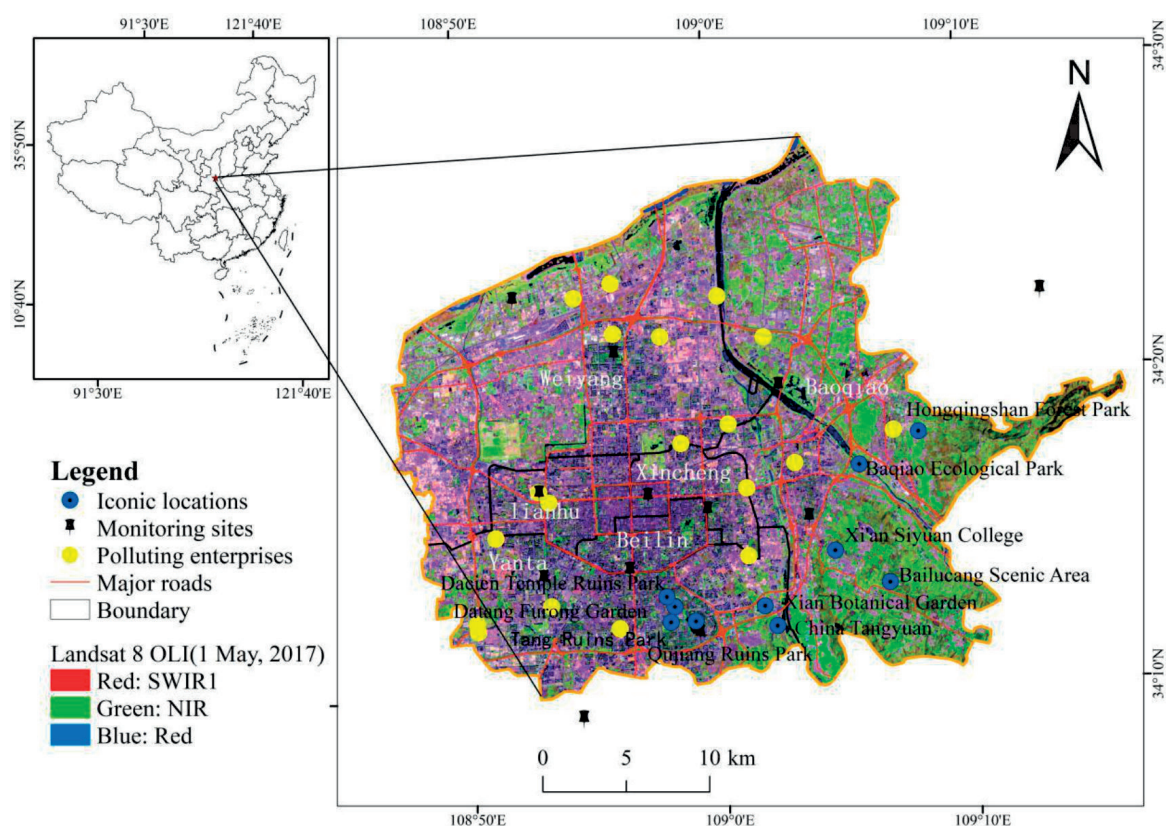 91°30'E
121°40'E
108°50'E
109°0'E
109°10'E
34°30'N
N
35°50'N
10°40'N
91°30'E
121°40'E
34°20'N
Weiyang
Baoqiao
Hongqingshan Forest Park
Baqiao Ecological Park
Xincheng
lianhu
Beilin
Xi'an Siyuan College
Yanta
Bailucang Scenic Area
Dacien Temple Ruins Park
Datang Furong Garden
Xian Botanical Garden
Tang Ruins Park
China Tangyuan
Qujiang Ruins Park
34°10'N
Legend
Iconic locations
Monitoring sites
Polluting enterprises
Major roads
Boundary
Landsat 8 OLI(1 May, 2017)
Red: SWIR1
Green: NIR
Blue: Red
0 5 10 km
108°50'E
109°0'E
109°10'E